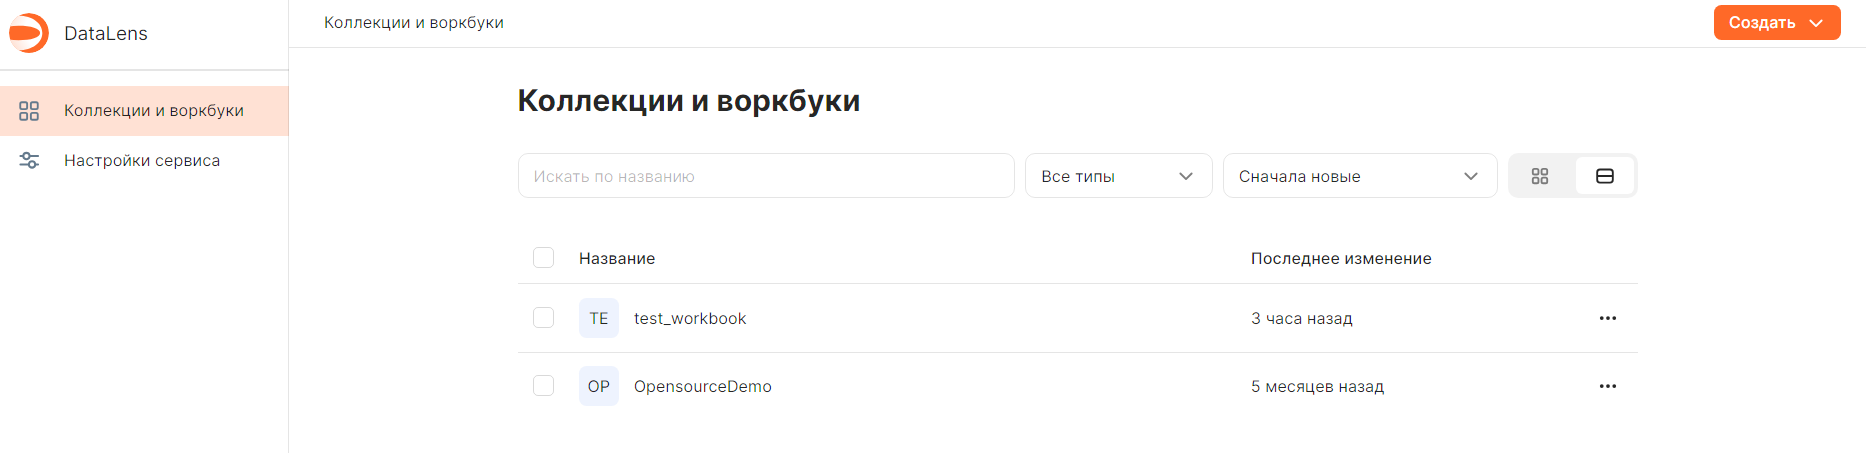 DataLens
Коллекции и воркбуки
Создать
Коллекции и воркбуки
Настройки сервиса
Коллекции и воркбуки
Искать по названию
Все типы
Сначала новые
Название
Последнее изменение
TE
test_workbook
3 часа назад
OP
OpensourceDemo
5 месяцев назад